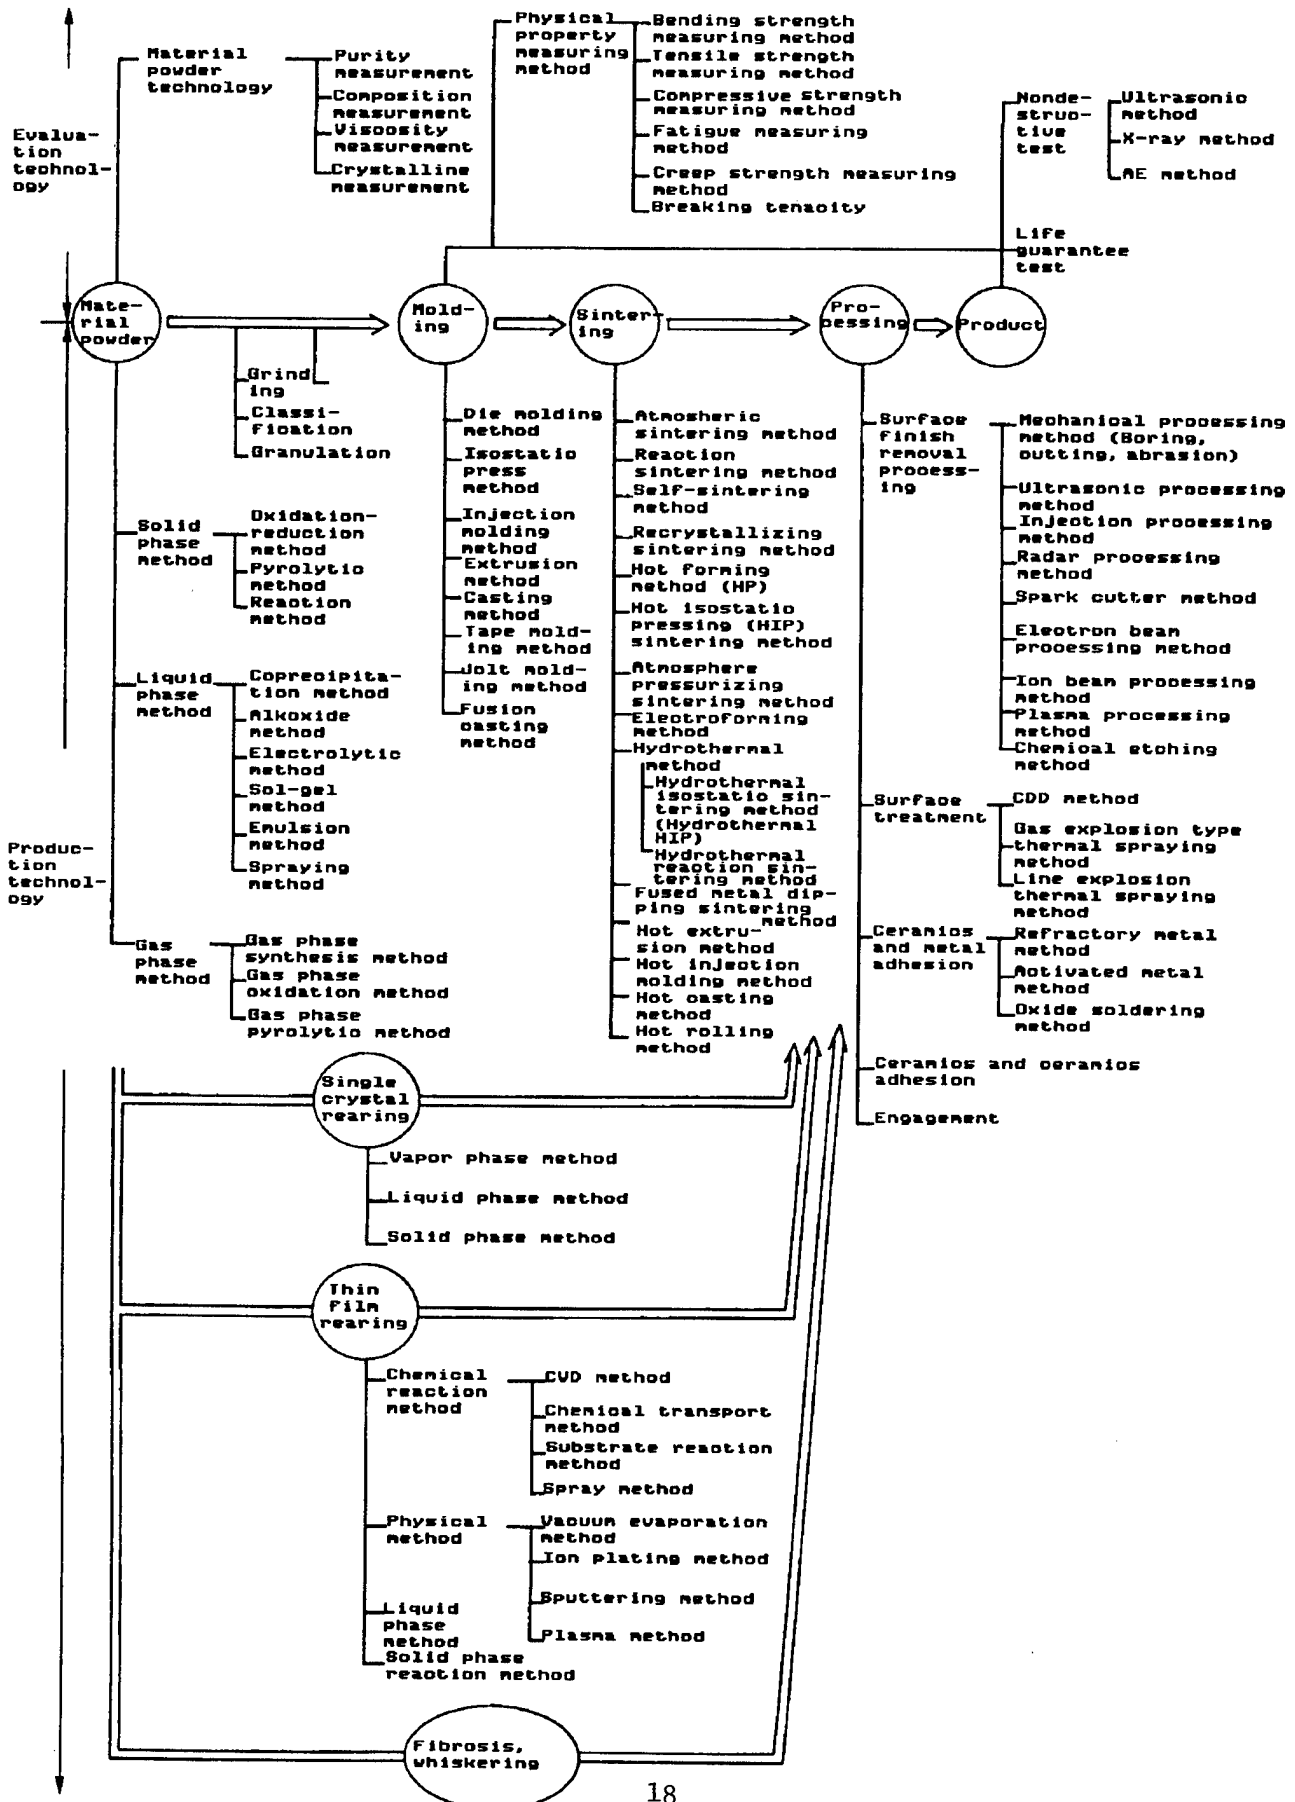 Material
powder
technology
Purity
measurement
Composition
measurement
Viscosity
measurement
Crystalline
measurement
Physical
property
measuring
method
Bending strength
measuring method
Tensile strength
measuring method
Compressive strength
measuring method
Fatigue measuring
method
Creep strength measuring
method
Breaking tenacity
Nonde-
struc-
tive
test
Ultrasonic
method
X-ray method
AE method
Life
guarantee
test
Evalua-
tion
technol-
ogy
Mate-
rial
powder
Mold-
ing
Sinter-
ing
Pro-
cessing
Product
Grind
ing
Classi-
fication
Granulation
Solid
phase
method
Oxidation-
reduction
method
Pyrolytic
method
Reaction
method
Liquid
phase
method
Coprecipita-
tion method
Alkoxide
method
Electrolytic
method
Sol-gel
method
Emulsion
method
Spraying
method
Produc-
tion
technol-
ogy
Gas
phase
method
Gas phase
synthesis method
Gas phase
oxidation method
Gas phase
pyrolytic method
Die molding
method
Isostatic
press
method
Injection
molding
method
Extrusion
method
Casting
method
Tape mold-
ing method
Jolt mold-
ing method
Fusion
casting
method
Atmosheric
sintering method
Reaction
sintering method
Self-sintering
method
Recrystallizing
sintering method
Hot forming
method (HP)
Hot isostatic
pressing (HIP)
sintering method
Atmosphere
pressurizing
sintering method
Electroforming
method
Hydrothermal
method
Hydrothermal
isostatic sin-
tering method
(Hydrothermal
HIP)
Hydrothermal
reaction sin-
tering method
Fused metal dip-
ping sintering
method
Hot extru-
sion method
Hot injection
molding method
Hot casting
method
Hot rolling
method
Surface
finish
removal
process-
ing
Mechanical processing
method (Boring,
cutting, abrasion)
Ultrasonic processing
method
Injection processing
method
Radar processing
method
Spark cutter method
Electron beam
processing method
Ion beam processing
method
Plasma processing
method
Chemical etching
method
Surface
treatment
CDD method
Gas explosion type
thermal spraying
method
Line explosion
thermal spraying
method
Ceramics
and metal
adhesion
Refractory metal
method
Activated metal
method
Oxide soldering
method
Ceramics and ceramics
adhesion
Engagement
Single
crystal
rearing
Vapor phase method
Liquid phase method
Solid phase method
Thin
film
rearing
Chemical
reaction
method
CVD method
Chemical transport
method
Substrate reaction
method
Spray method
Physical
method
Vacuum evaporation
method
Ion plating method
Sputtering method
Plasma method
Liquid
phase
method
Solid phase
reaction method
Fibrosis,
whiskering
18